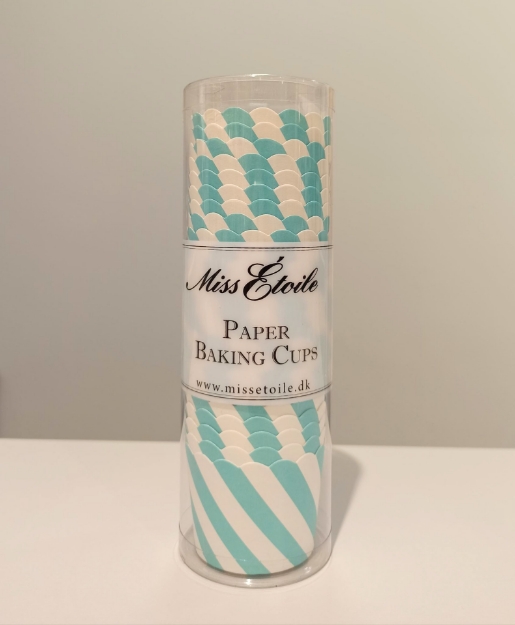 Miss Étoile
PAPER
BAKING CUPS
www.missetoile.dk